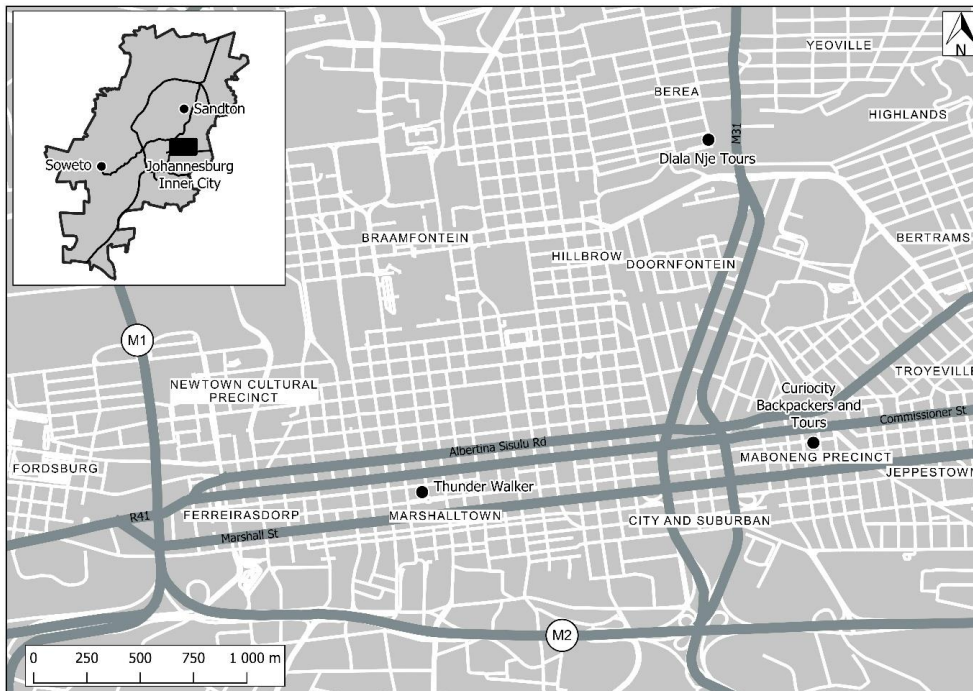 Sandton
Soweto
Johannesburg
Inner City
N
YEOVILLE
BEREA
HIGHLANDS
M31
Dlala Nje Tours
BRAAMFONTEIN
HILLBROW
DOORNFONTEIN
BERTRAMS
M1
NEWTOWN CULTURAL
PRECINCT
TROYEVILLE
Curiocity
Backpackers and
Tours
Commissioner St
Albertina Sisulu Rd
FORDSBURG
MABONENG PRECINCT
JEPPESTOWN
Thunder Walker
R41
FERREIRASDORP
MARSHALLTOWN
CITY AND SUBURBAN
Marshall St
M2
0 250 500 750 1 000 m